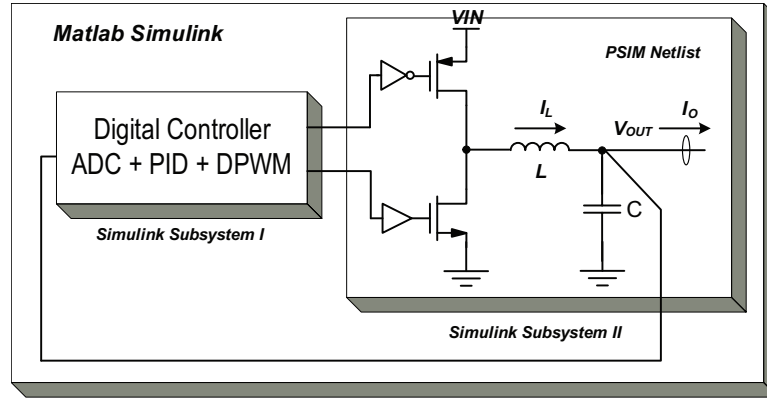 Matlab Simulink
VIN
PSIM Netlist
Digital Controller
ADC + PID + DPWM
Simulink Subsystem I
IL
VOUT
IO
L
C
Simulink Subsystem II